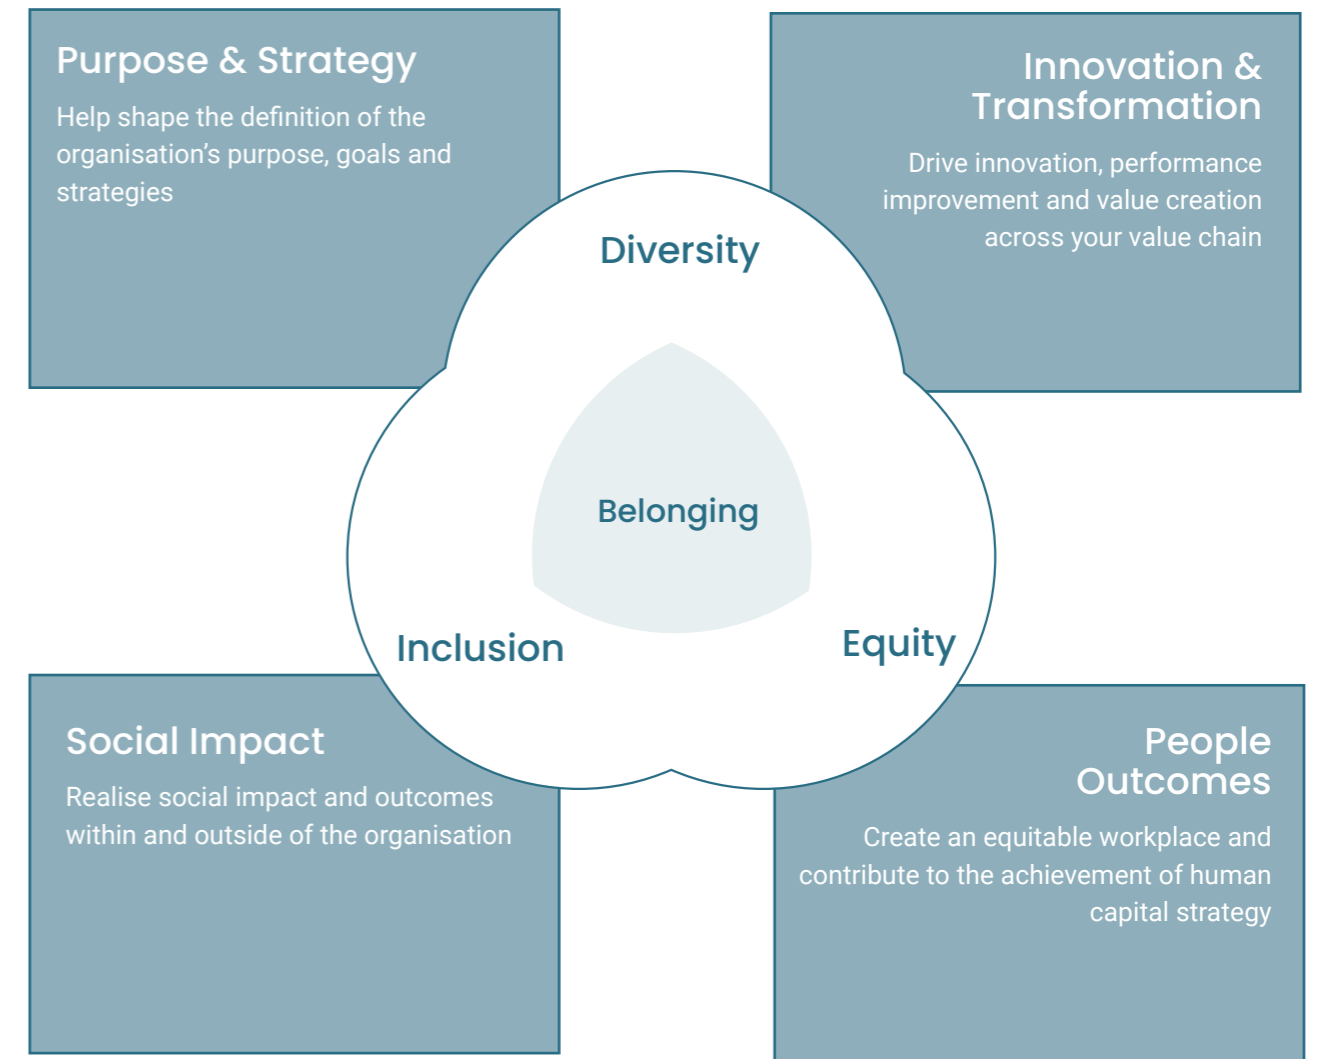 Purpose & Strategy
Help shape the definition of the
organisation’s purpose, goals and
strategies
Innovation &
Transformation
Drive innovation, performance
improvement and value creation
across your value chain
Diversity
Belonging
Inclusion
Equity
Social Impact
Realise social impact and outcomes
within and outside of the organisation
People
Outcomes
Create an equitable workplace and
contribute to the achievement of human
capital strategy